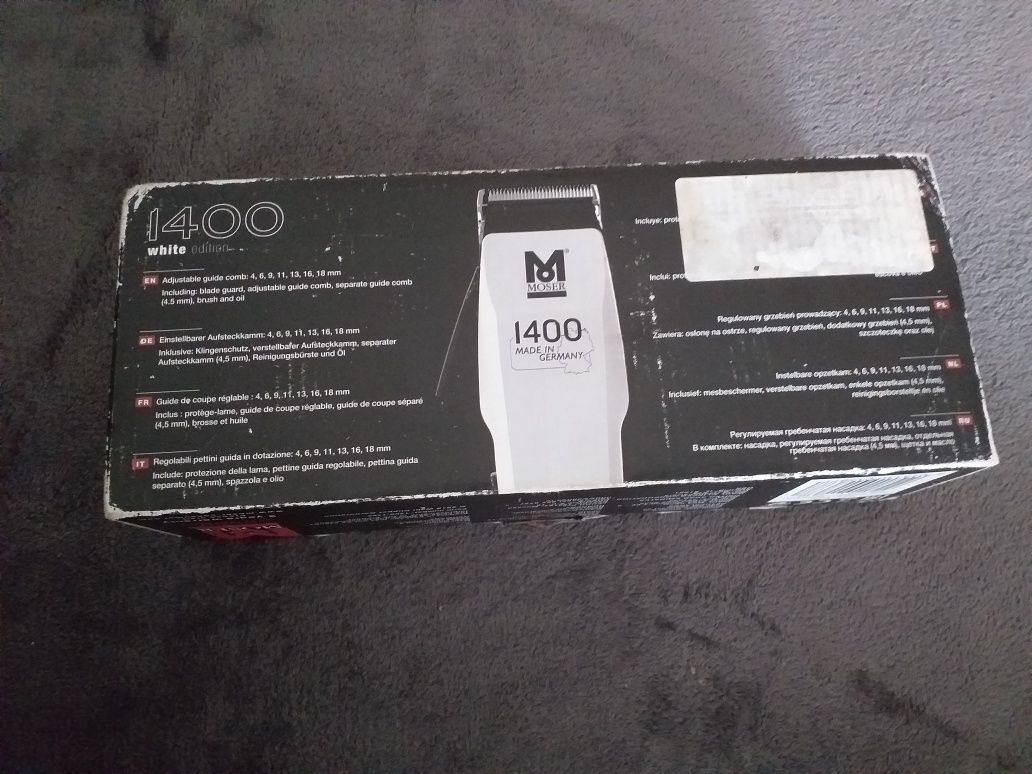 1400
white edition
EN Adjustable guide comb: 4, 6, 9, 11, 13, 16, 18 mm
Including: blade guard, adjustable guide comb, separate guide comb
(4.5 mm), brush and oil
DE Einstellbarer Aufsteckkamm: 4, 6, 9, 11, 13, 16, 18 mm
Inklusive: Klingenschutz, verstellbarer Aufsteckkamm, separater
Aufsteckkamm (4,5 mm), Reinigungsbürste und Öl
FR Guide de coupe réglable : 4, 6, 9, 11, 13, 16, 18 mm
Inclus : protège-lame, guide de coupe réglable, guide de coupe séparé
(4,5 mm), brosse et huile
IT Regolabili pettini guida in dotazione: 4, 6, 9, 11, 13, 16, 18 mm
Include: protezione della lama, pettine guida regolabile, pettina guida
separato (4,5 mm), spazzola e olio
M
MOSER
1400
MADE IN
GERMANY
Incluye:
Inclui:
escova e óleo
PL
Regulowany grzebień prowadzący: 4, 6, 9, 11, 13, 16, 18 mm
Zawiera: osłonę na ostrze, regulowany grzebień, dodatkowy grzebień (4,5 mm),
szczoteczkę oraz olej
NL
Instelbare opzetkam: 4, 6, 9, 11, 13, 16, 18 mm
Inclusief: mesbeschermer, verstelbare opzetkam, enkele opzetkam (4,5 mm),
reinigingsborsteltje en olie
RU
Регулируемая гребенчатая насадка: 4, 6, 9, 11, 13, 16, 18 mm
В комплекте: насадка, регулируемая гребенчатая насадка, отдельная
гребенчатая насадка (4,5 мм), щетка и масло